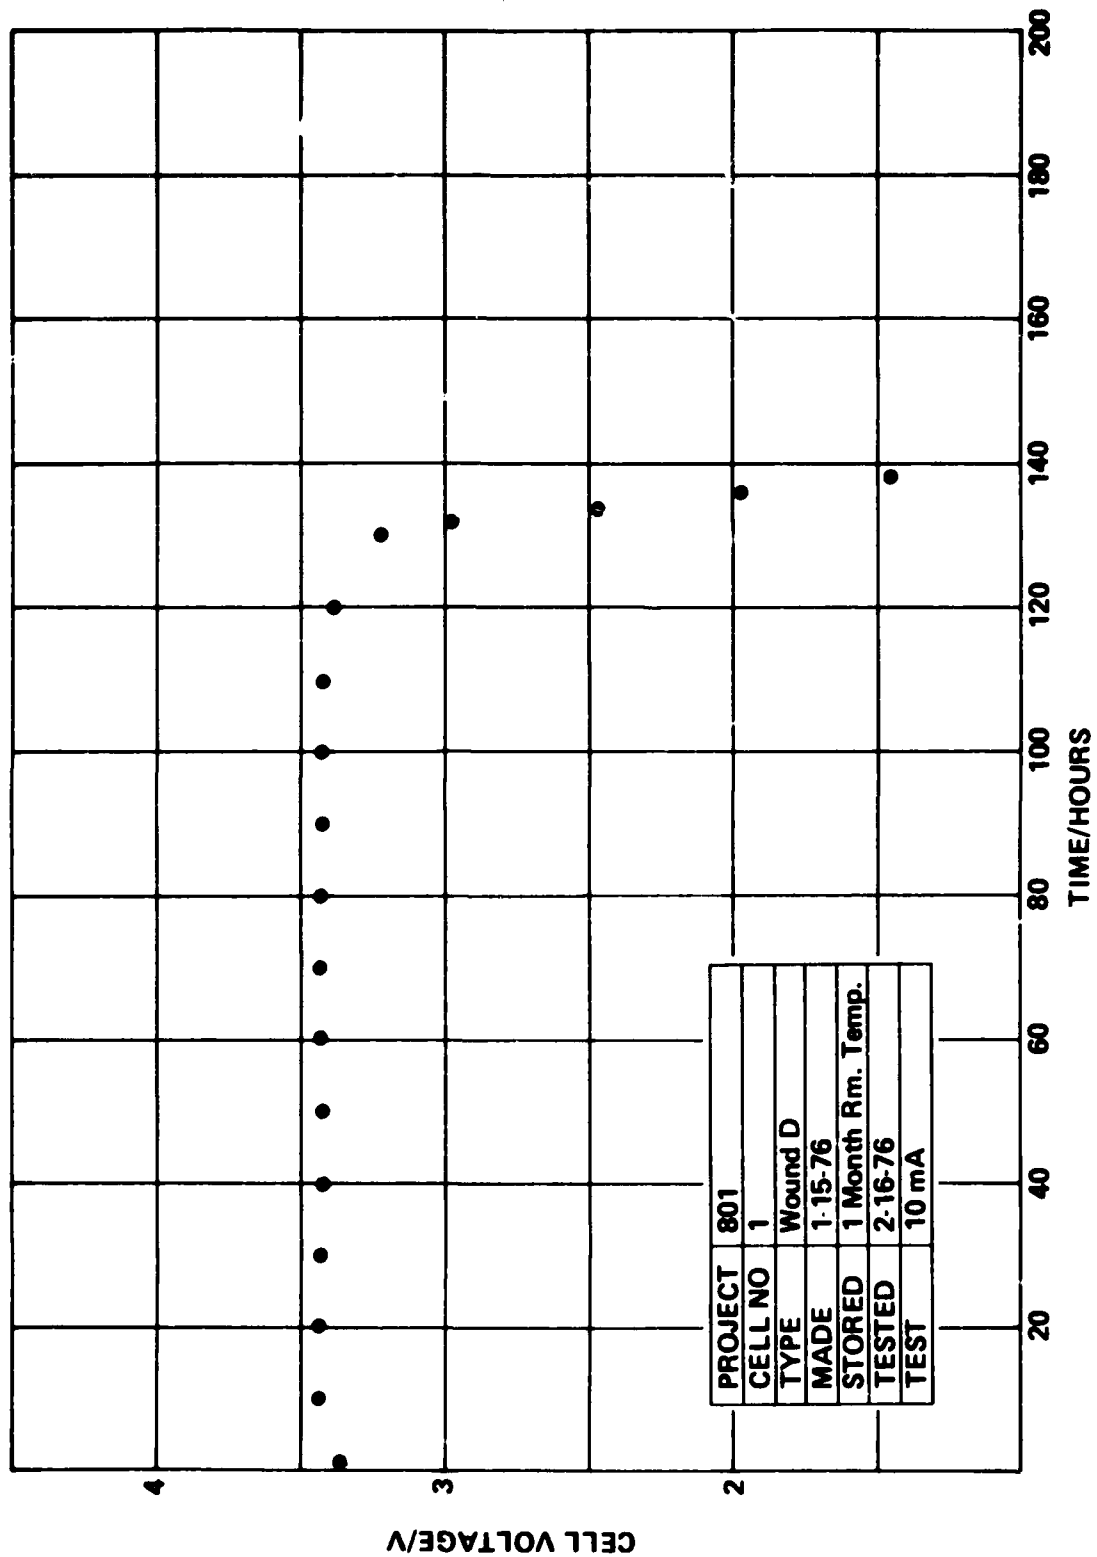 CELL VOLTAGE/V
4
3
2
PROJECT 801
CELL NO 1
TYPE Wound D
MADE 1-15-76
STORED 1 Month Rm. Temp.
TESTED 2-16-76
TEST 10 mA
20 40 60 80 100 120 140 160 180 200
TIME/HOURS